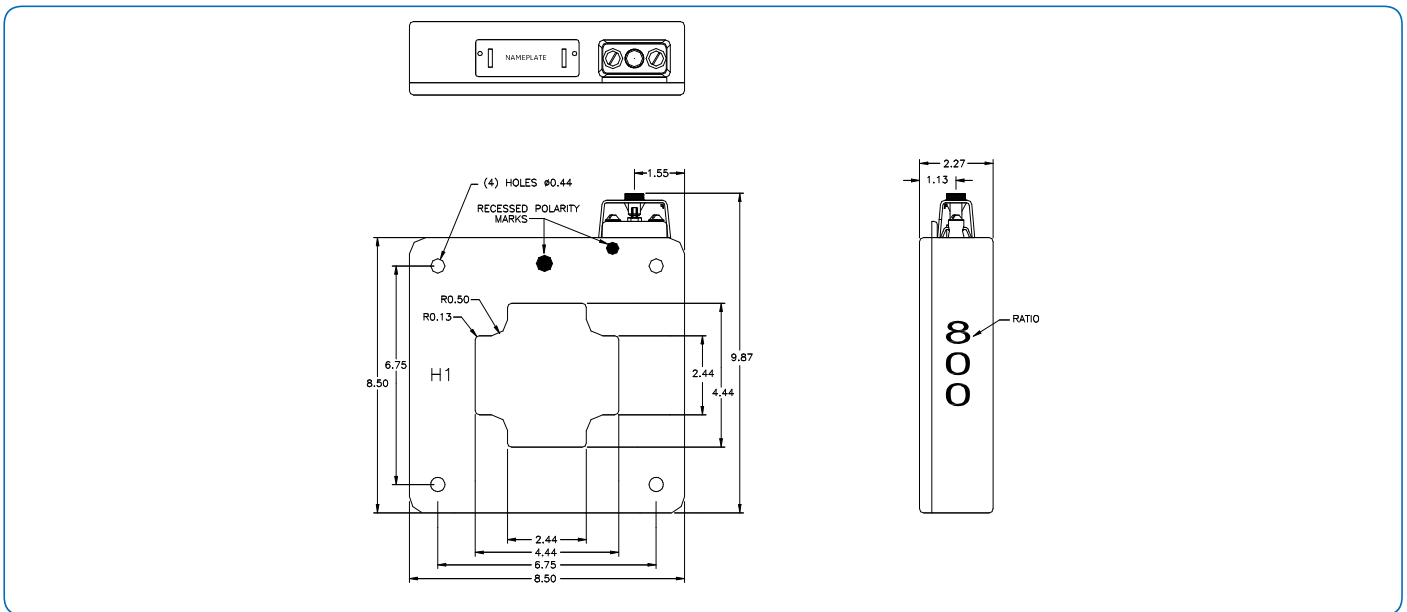 NAMEPLATE
1.55
2.27
1.13
(4) HOLES ø0.44
RECESSED POLARITY
MARKS
R0.50
R0.13
RATIO
8
0
0
9.87
6.75
2.44
8.50
H1
4.44
2.44
4.44
6.75
8.50